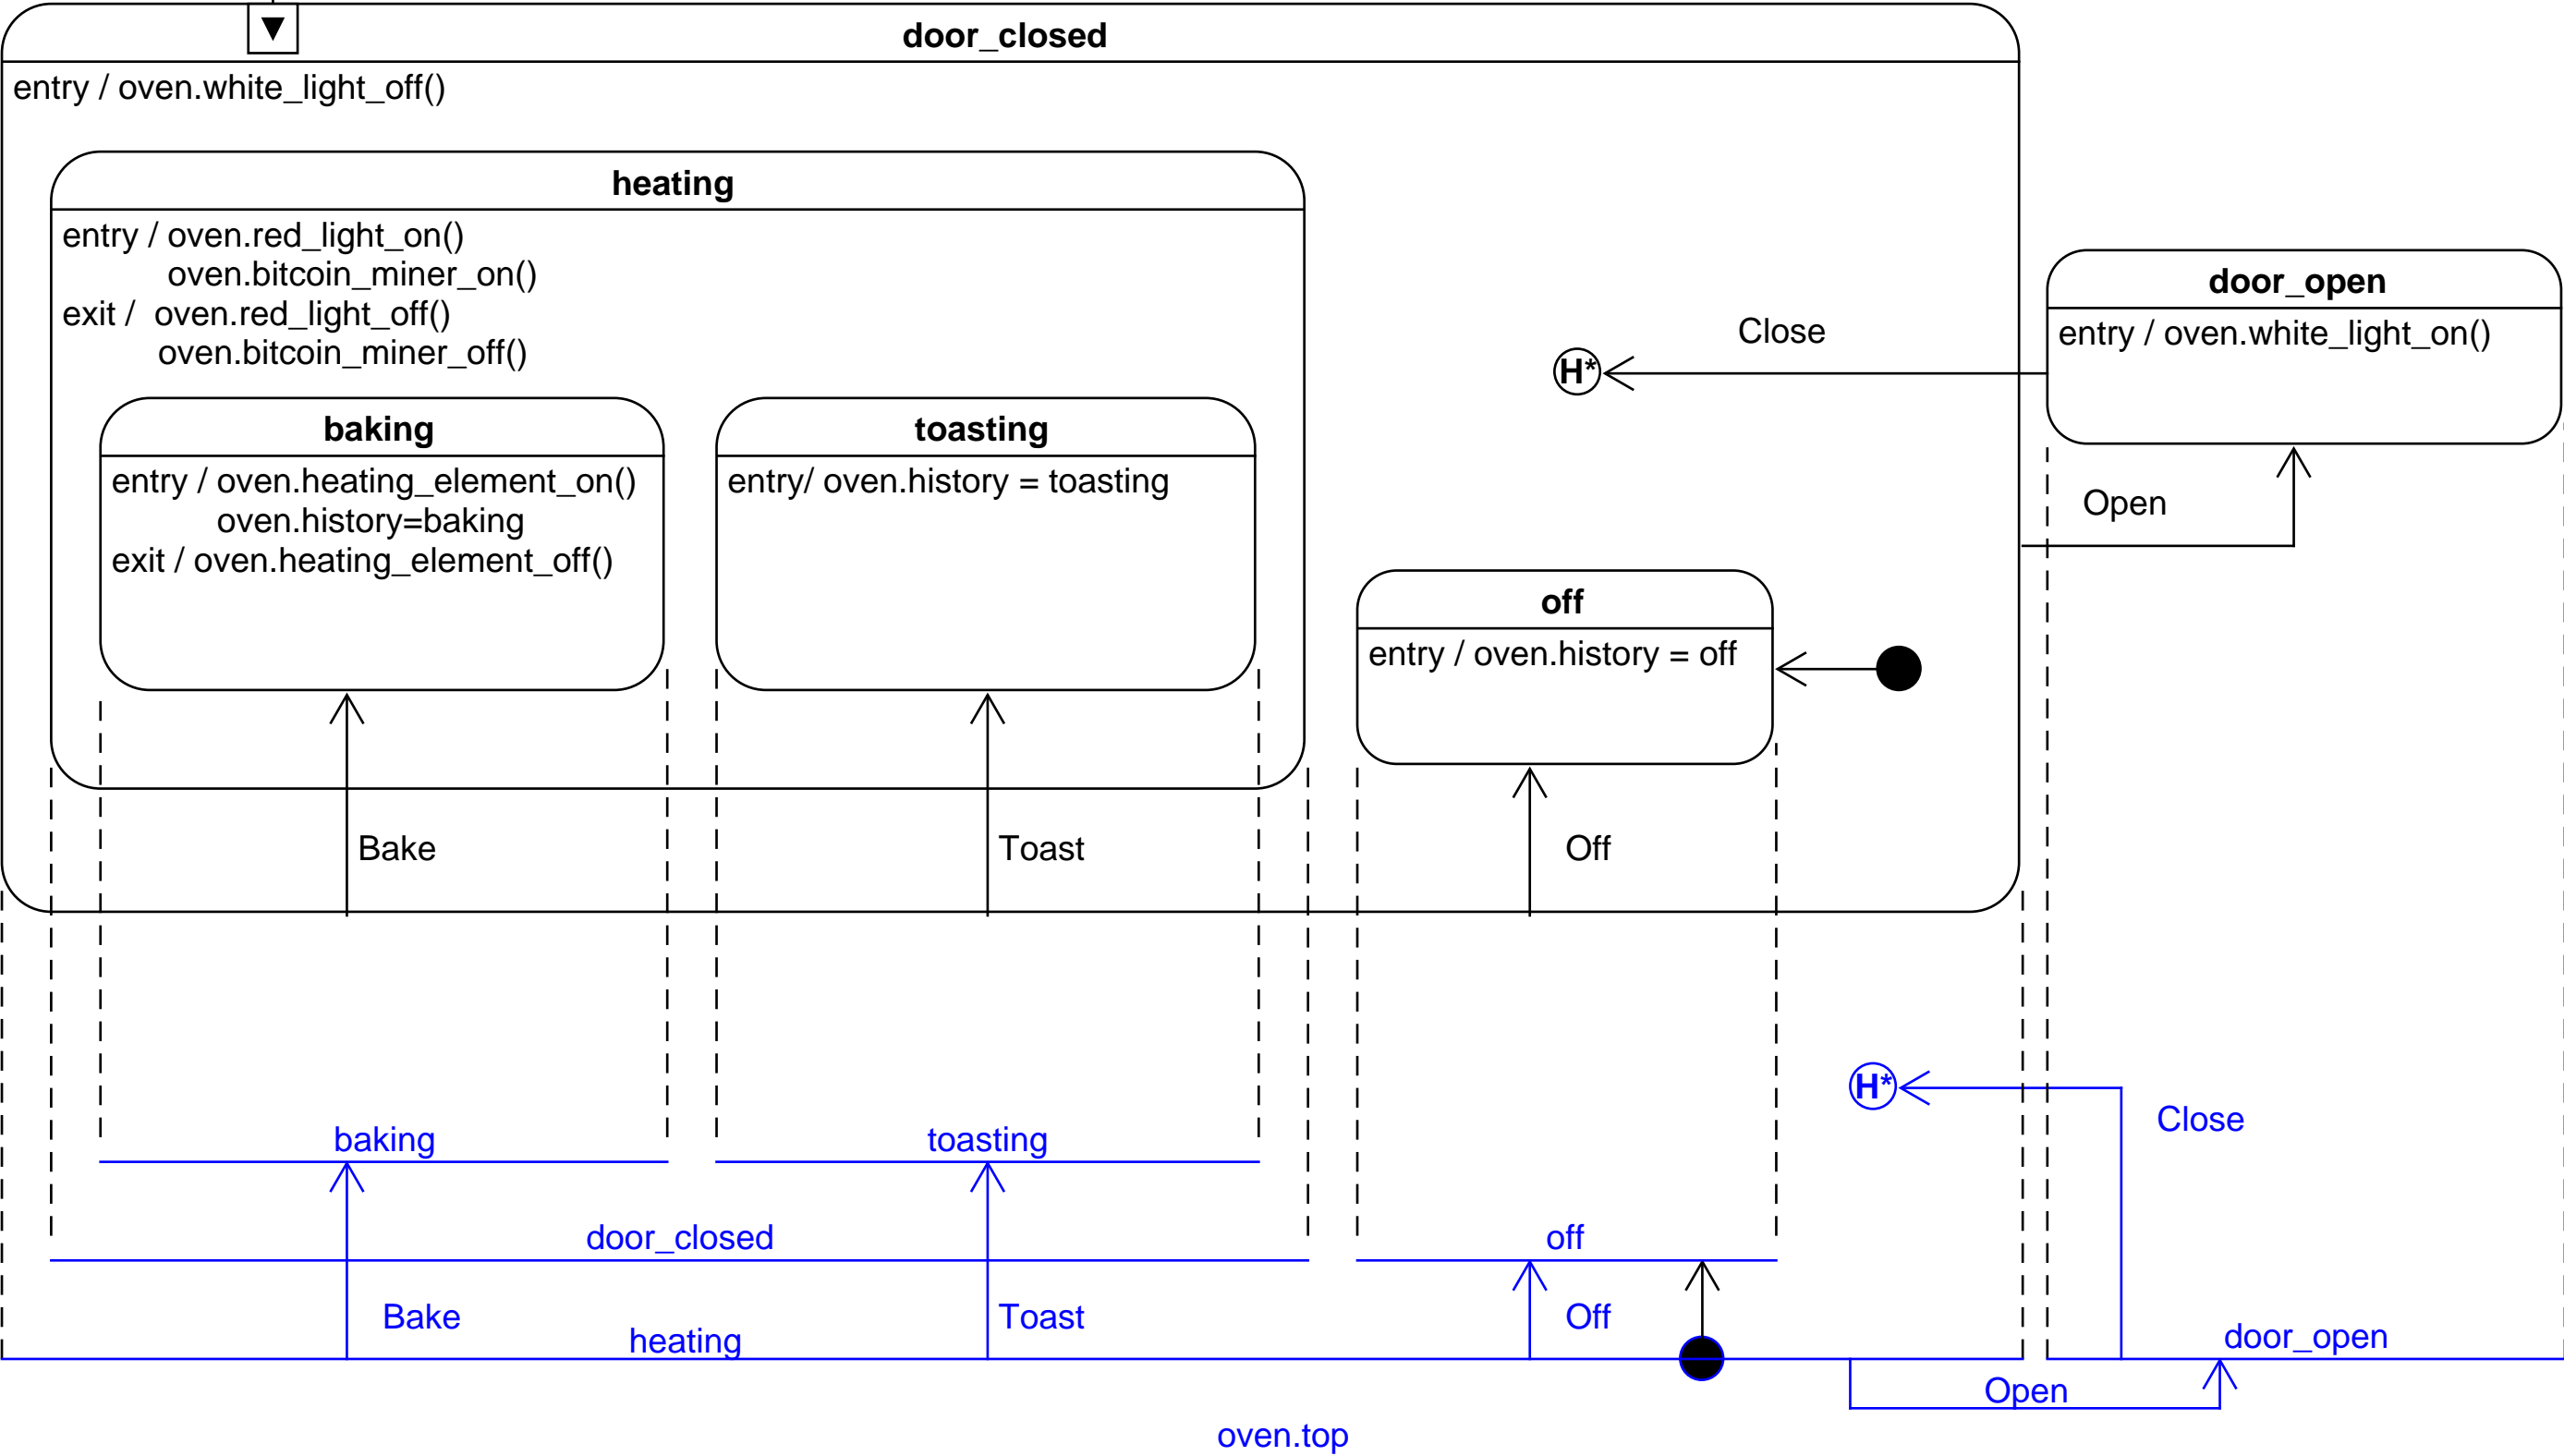 door_closed
entry / oven.white_light_off()
heating
entry / oven.red_light_on()
oven.bitcoin_miner_on()
exit /  oven.red_light_off()
oven.bitcoin_miner_off()
door_open
entry / oven.white_light_on()
Close
H*
baking
entry / oven.heating_element_on()
oven.history=baking
exit / oven.heating_element_off()
toasting
entry/ oven.history = toasting
Open
off
entry / oven.history = off
Bake
Toast
Off
H*
Close
baking
toasting
door_closed
off
Bake
Toast
Off
heating
door_open
Open
oven.top